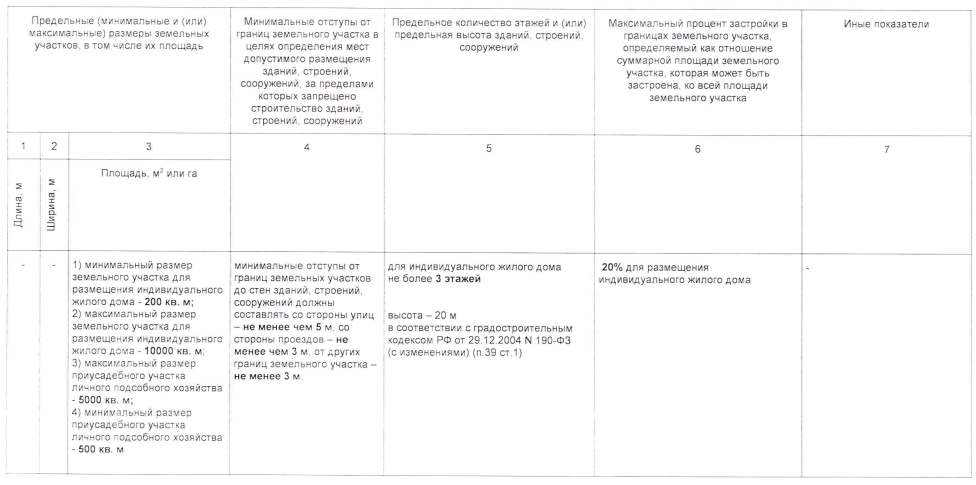 Предельные (минимальные и (или)
максимальные) размеры земельных
участков, в том числе их площадь
Минимальные отступы от
границ земельного участка в
целях определения мест
допустимого размещения
зданий, строений,
сооружений, за пределами
которых запрещено
строительство зданий,
строений, сооружений
Предельное количество этажей и (или)
предельная высота зданий, строений,
сооружений
Максимальный процент застройки в
границах земельного участка,
определяемый как отношение
суммарной площади земельного
участка, которая может быть
застроена, ко всей площади
земельного участка
Иные показатели
1
2
3
4
5
6
7
Длина, м
Ширина, м
Площадь, м² или га
-
-
1) минимальный размер
земельного участка для
размещения индивидуального
жилого дома - 200 кв. м;
2) максимальный размер
земельного участка для
размещения индивидуального
жилого дома - 10000 кв. м;
3) максимальный размер
приусадебного участка
личного подсобного хозяйства
- 5000 кв. м;
4) минимальный размер
приусадебного участка
личного подсобного хозяйства
- 500 кв. м
минимальные отступы от
границ земельных участков
до стен зданий, строений,
сооружений должны
составлять со стороны улиц
– не менее чем 5 м, со
стороны проездов – не
менее чем 3 м, от других
границ земельного участка –
не менее 3 м.
для индивидуального жилого дома
не более 3 этажей
высота – 20 м
в соответствии с градостроительным
кодексом РФ от 29.12.2004 N 190-ФЗ
(с изменениями) (п.39 ст.1)
20% для размещения
индивидуального жилого дома
-